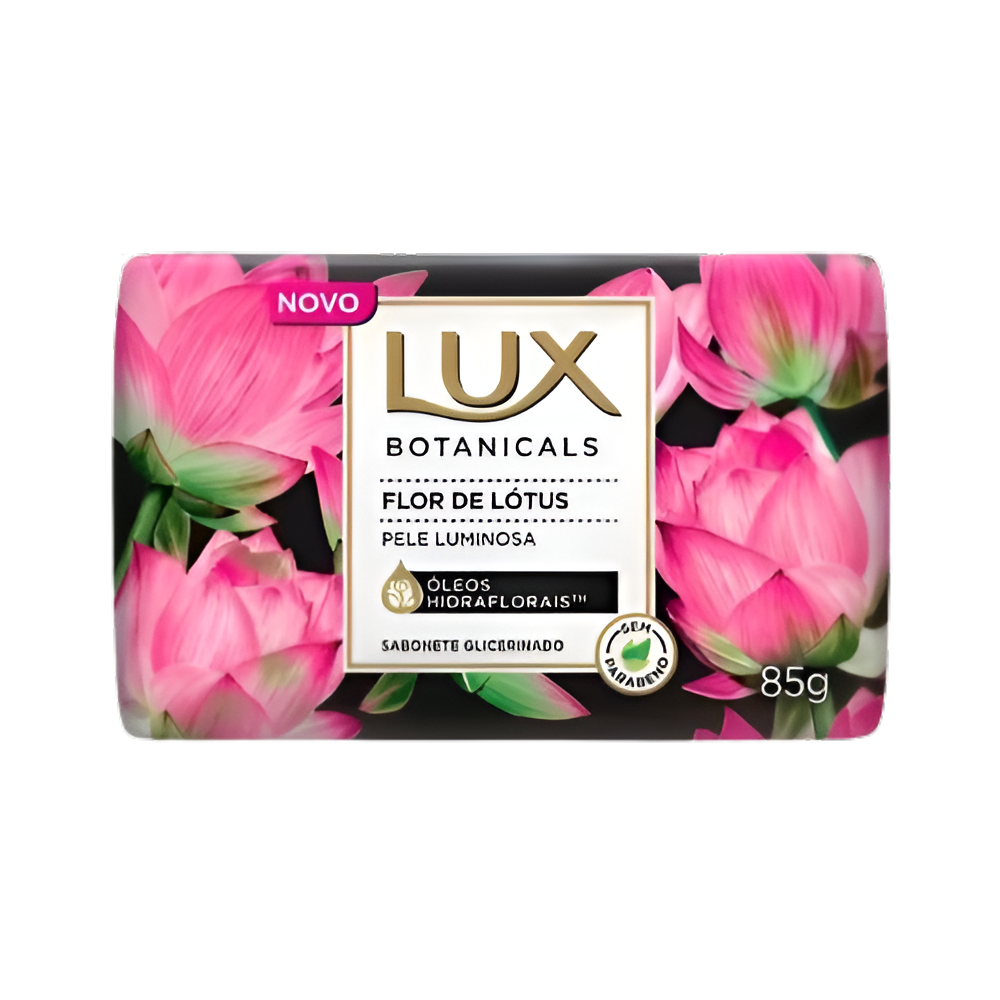 NOVO
LUX
BOTANICALS
FLOR DE LÓTUS
PELE LUMINOSA
ÓLEOS
HIDRAFLORAIS™
SABONETE GLICERINADO
SEM
PARABENO
85g